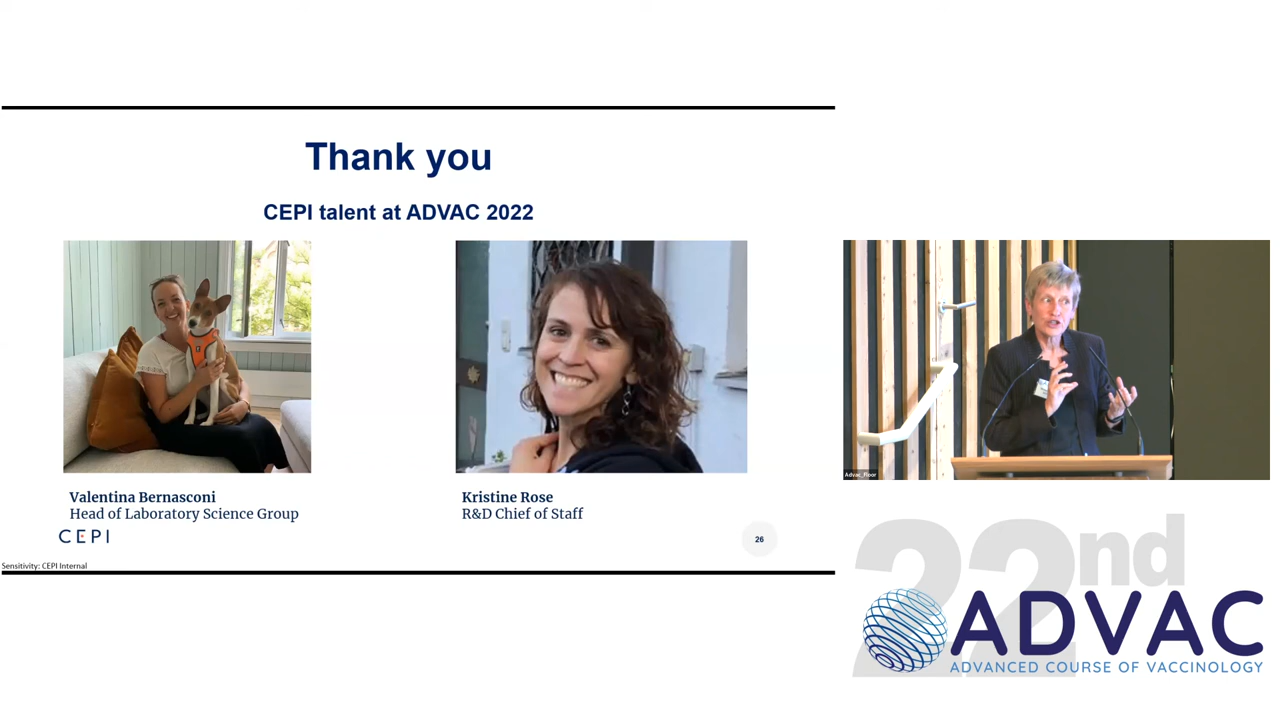 Thank you
CEPI talent at ADVAC 2022
Valentina Bernasconi
Head of Laboratory Science Group
Kristine Rose
R&D Chief of Staff
CEPI
26
Sensitivity: CEPI Internal
Advac_floor
22nd
ADVAC
ADVANCED COURSE OF VACCINOLOGY